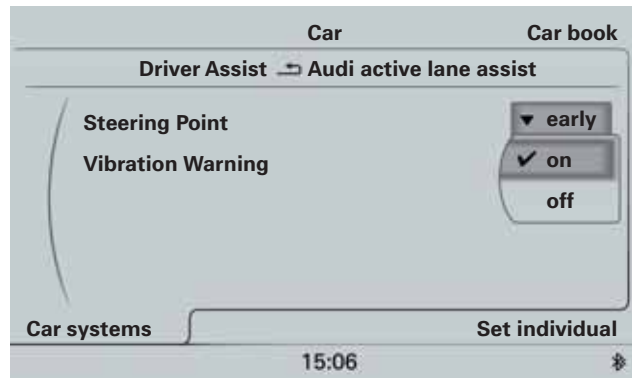 Car Car book
Driver Assist Audi active lane assist
Steering Point early
Vibration Warning on
off
Car systems Set individual
15:06